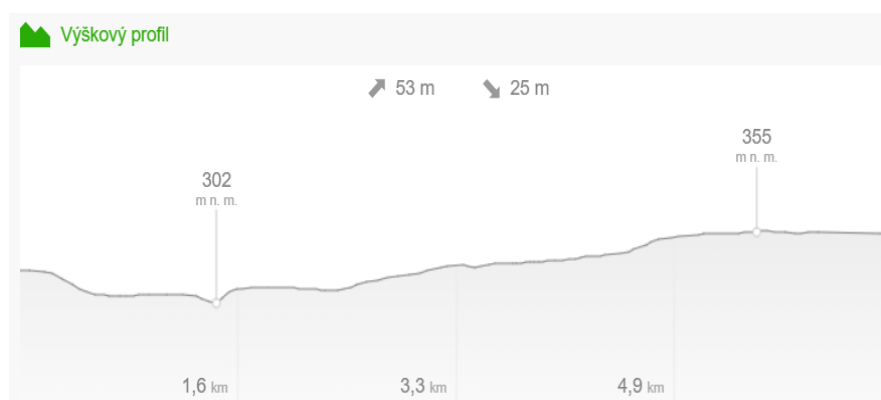 Výškový profil
53 m 25 m
355
m n. m.
302
m n. m.
1,6 km 3,3 km 4,9 km